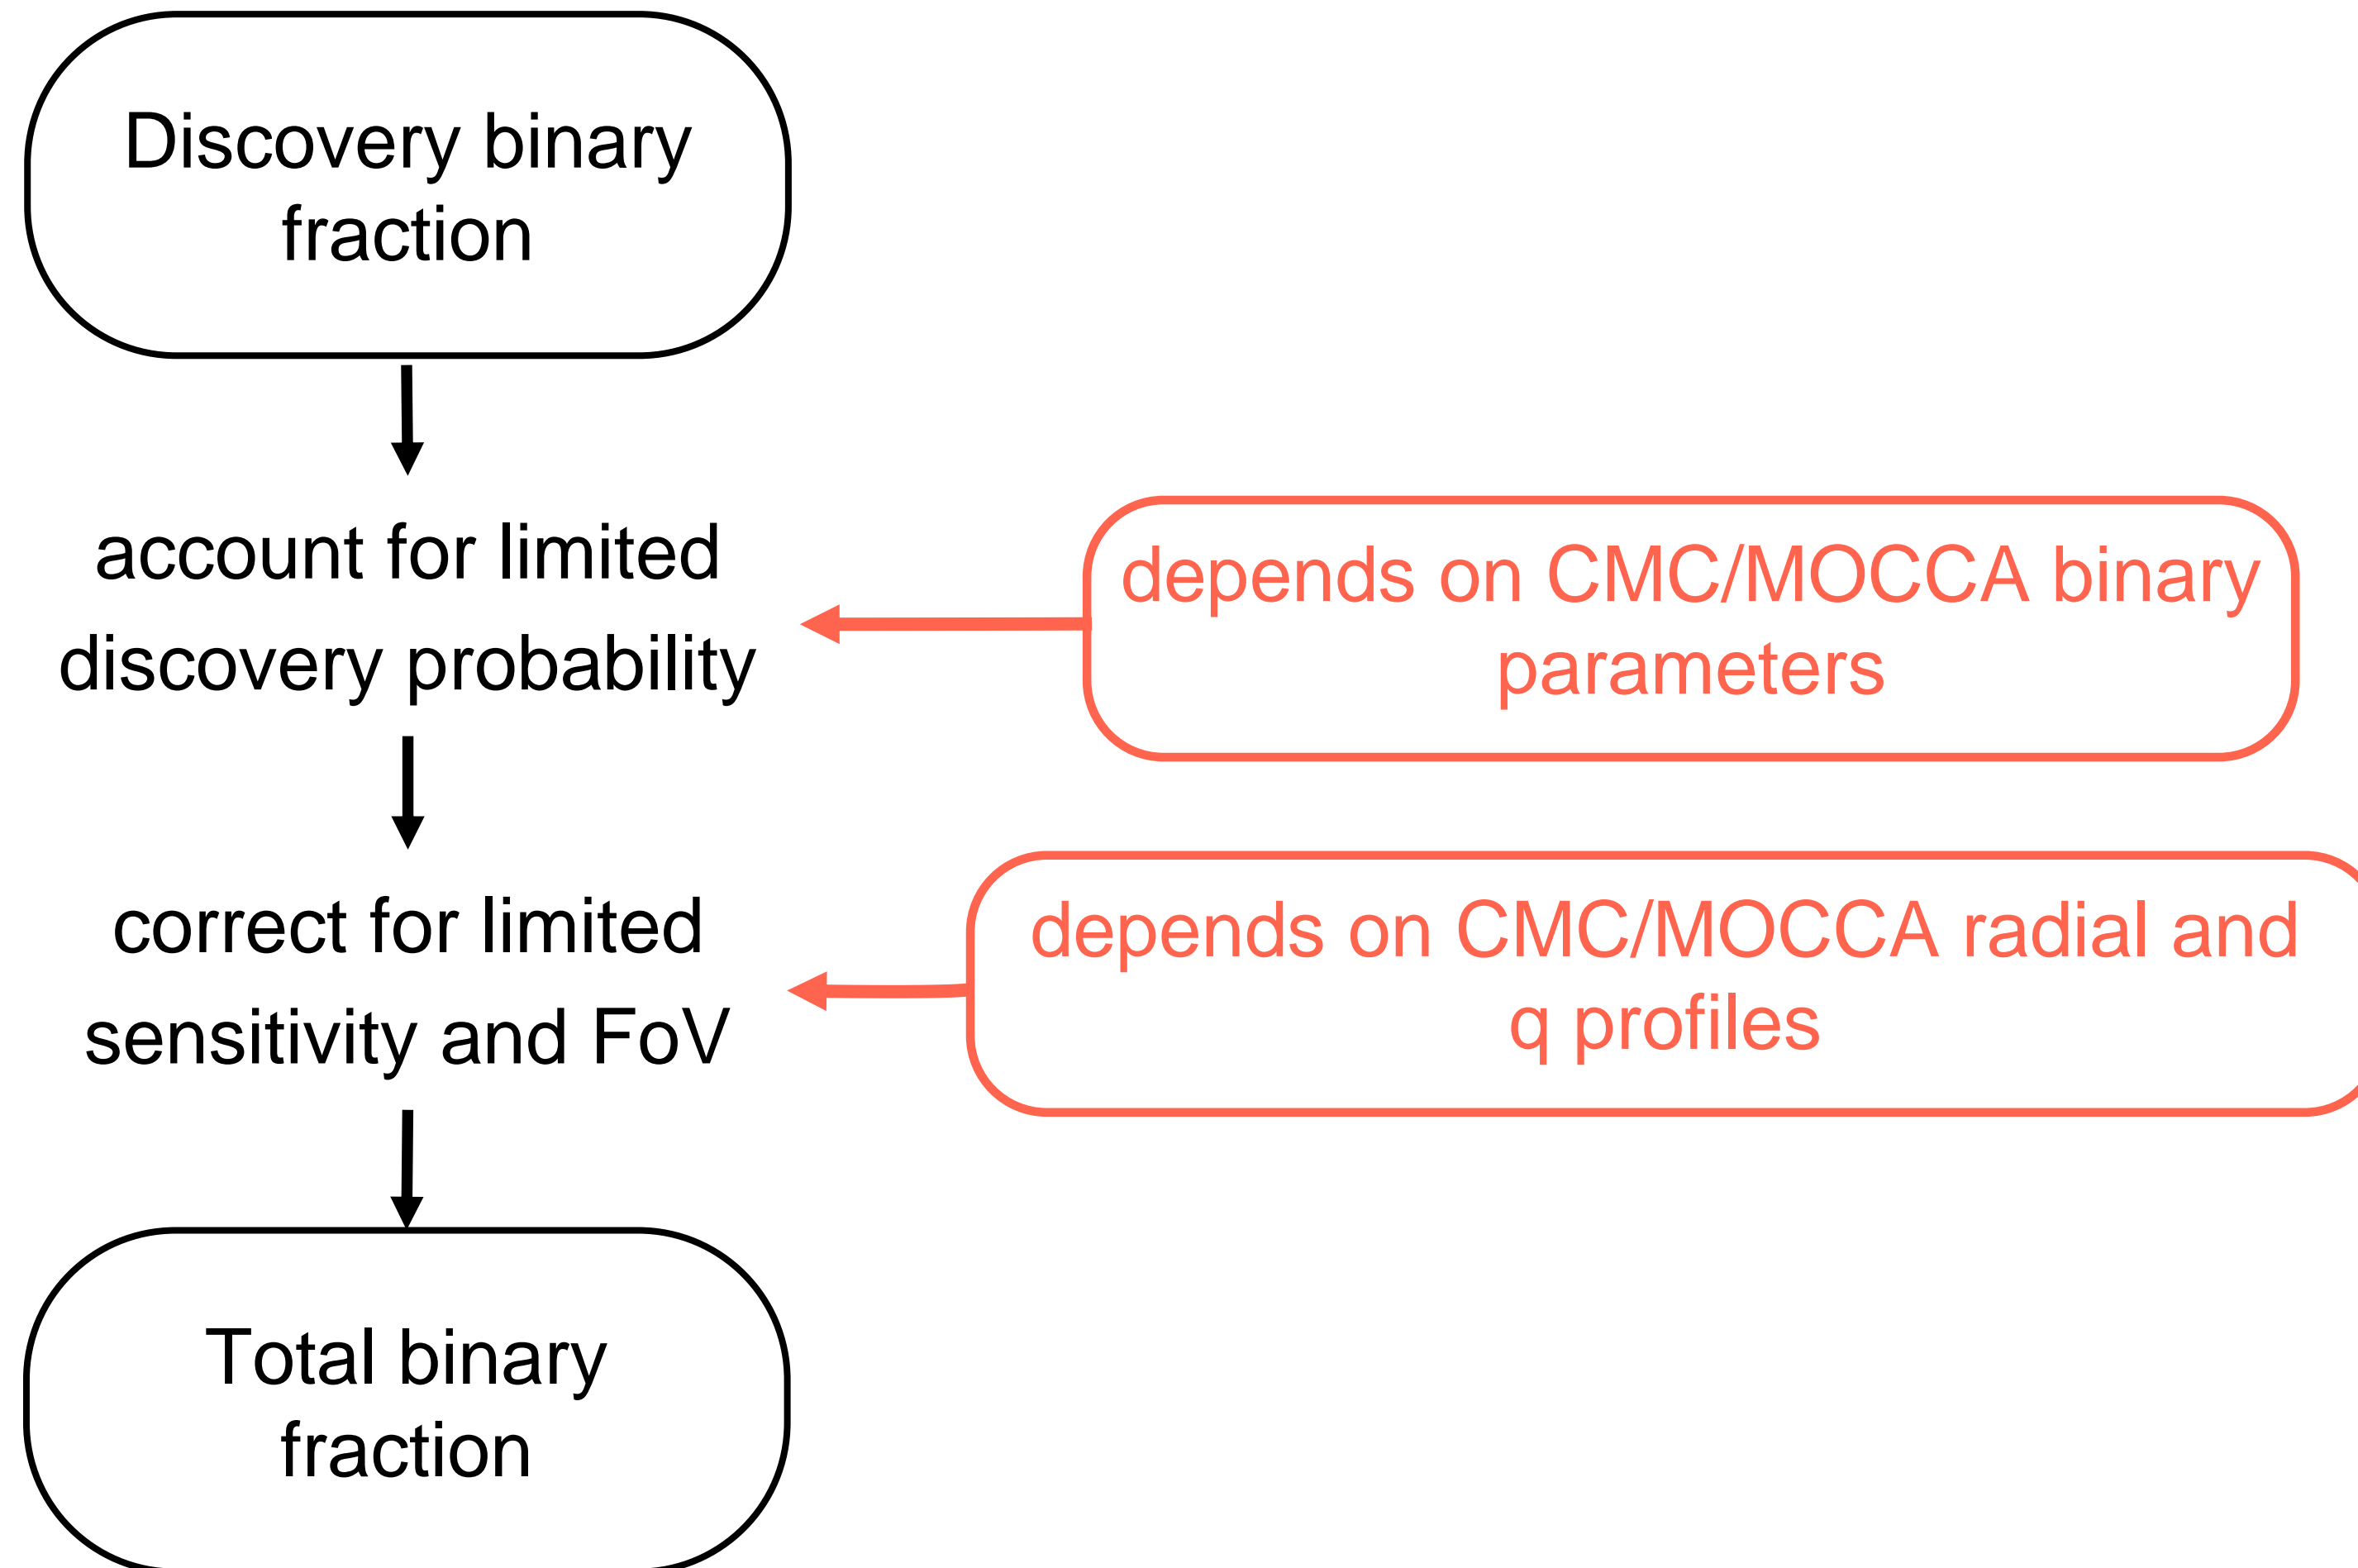 Discovery binary
fraction
account for limited
discovery probability
depends on CMC/MOCCA binary
parameters
correct for limited
sensitivity and FoV
depends on CMC/MOCCA radial and
q profiles
Total binary
fraction